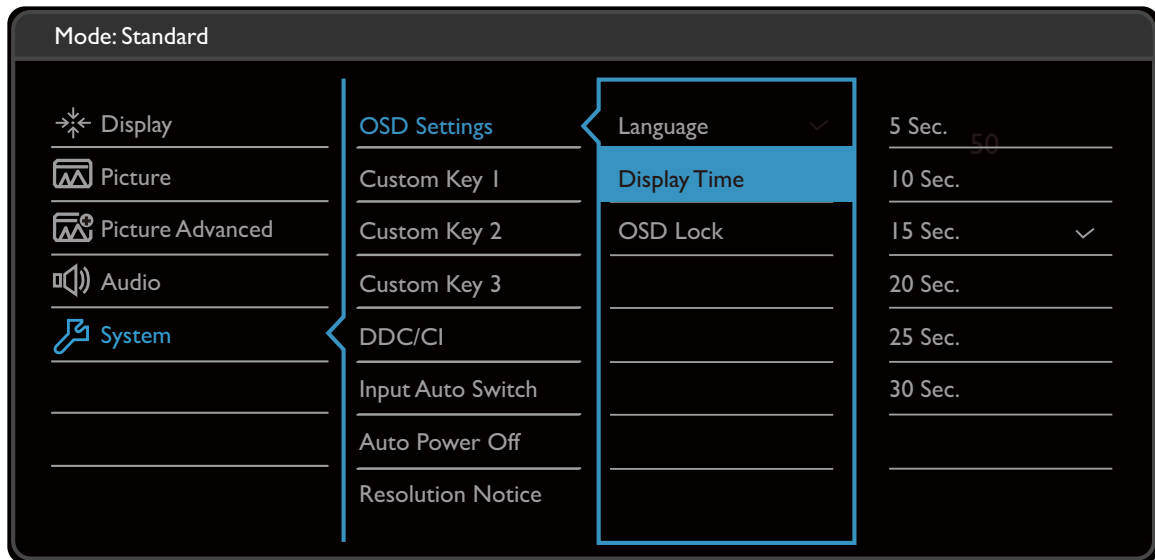 Mode: Standard
Display
Picture
Picture Advanced
Audio
System
OSD Settings
Custom Key 1
Custom Key 2
Custom Key 3
DDC/CI
Input Auto Switch
Auto Power Off
Resolution Notice
Language
Display Time
OSD Lock
5 Sec.
50
10 Sec.
15 Sec.
20 Sec.
25 Sec.
30 Sec.